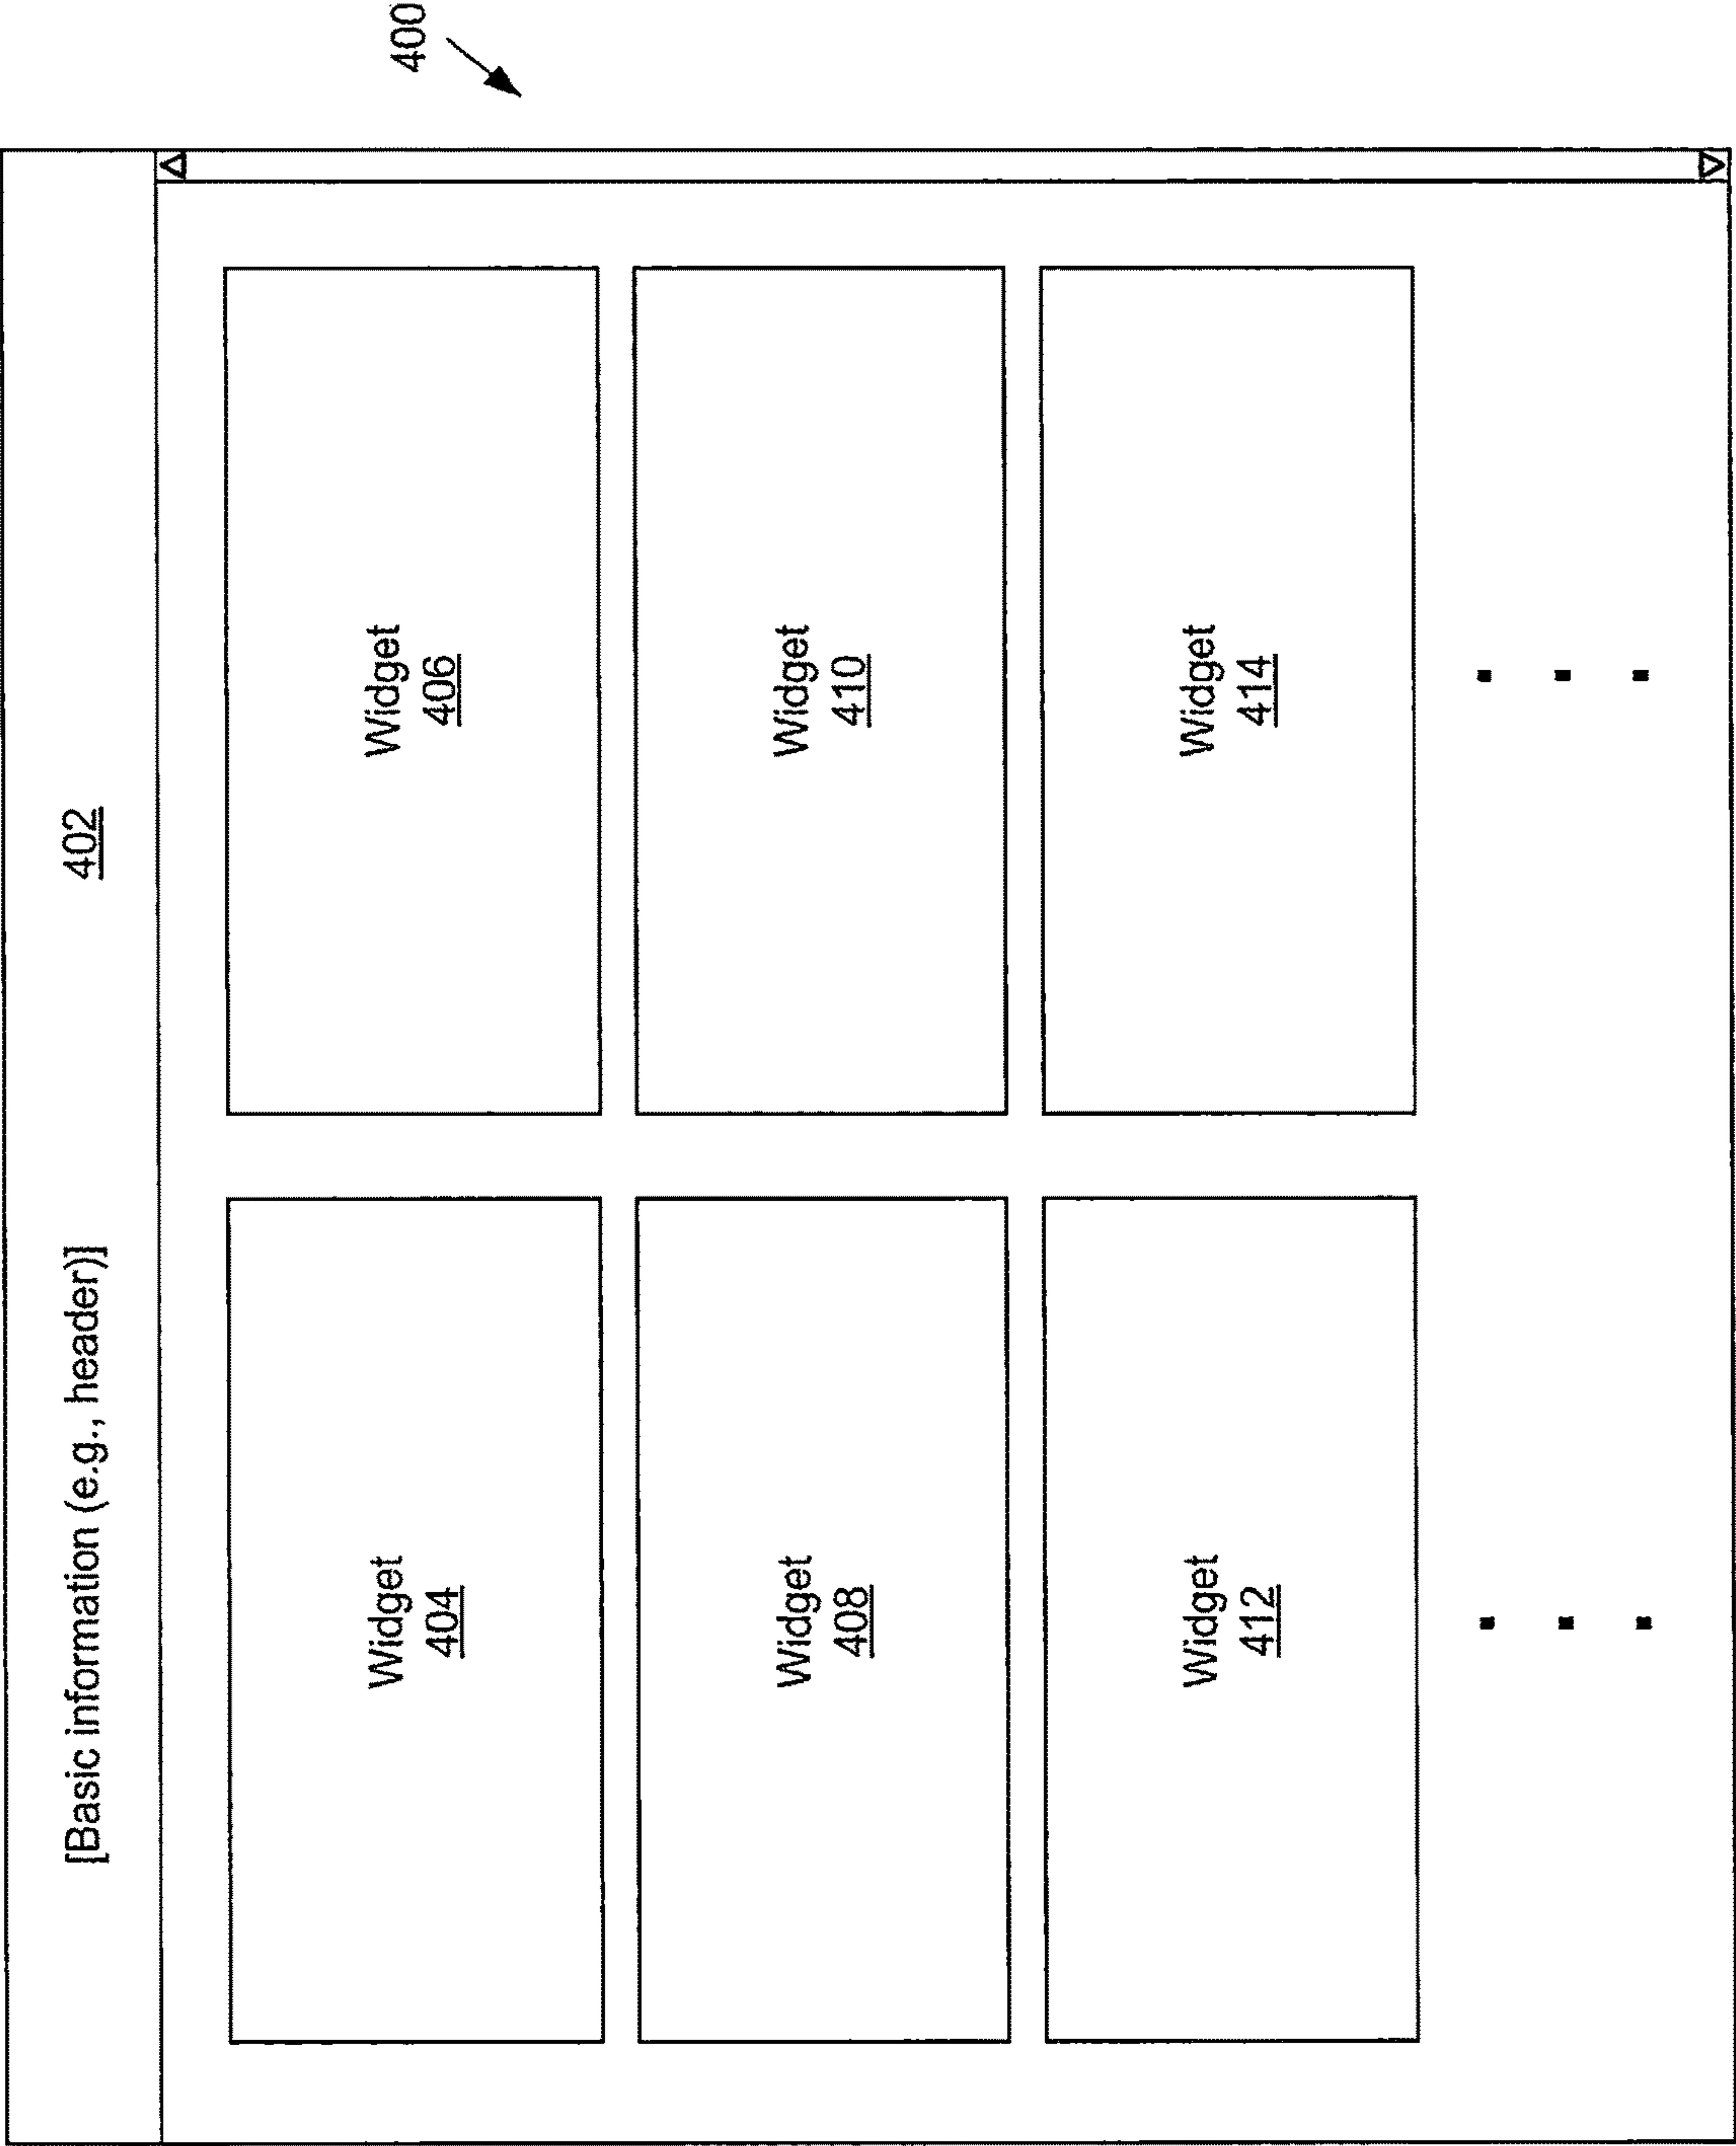 400
[Basic information (e.g., header)]
402
Widget
404
Widget
406
Widget
408
Widget
410
Widget
412
Widget
414